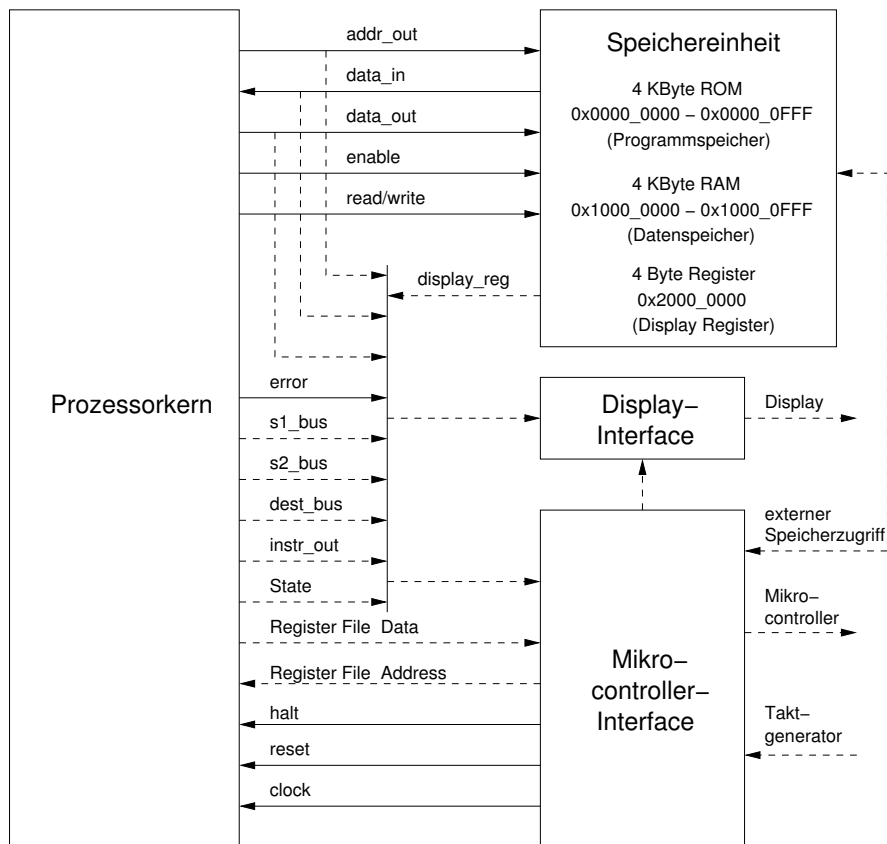 addr_out
data_in
data_out
enable
read/write
Speichereinheit
4 KByte ROM
0x0000_0000 − 0x0000_0FFF
(Programmspeicher)
4 KByte RAM
0x1000_0000 − 0x1000_0FFF
(Datenspeicher)
4 Byte Register
0x2000_0000
(Display Register)
display_reg
Prozessorkern
error
s1_bus
s2_bus
dest_bus
instr_out
State
Register File Data
Register File Address
halt
reset
clock
Display−
Interface
Display
Mikro−
controller−
Interface
externer
Speicherzugriff
Mikro−
controller
Takt−
generator